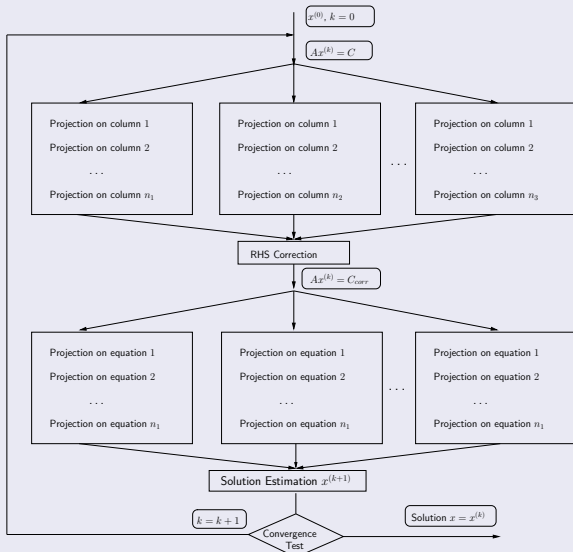 x^{(0)}, k = 0
Ax^{(k)} = C
Projection on column 1
Projection on column 2
. . .
Projection on column n_1
Projection on column 1
Projection on column 2
. . .
Projection on column n_2
. . .
Projection on column 1
Projection on column 2
. . .
Projection on column n_3
RHS Correction
Ax^{(k)} = C_{corr}
Projection on equation 1
Projection on equation 2
. . .
Projection on equation n_1
Projection on equation 1
Projection on equation 2
. . .
Projection on equation n_1
. . .
Projection on equation 1
Projection on equation 2
. . .
Projection on equation n_1
Solution Estimation x^{(k+1)}
k = k + 1
Convergence
Test
Solution x = x^{(k)}